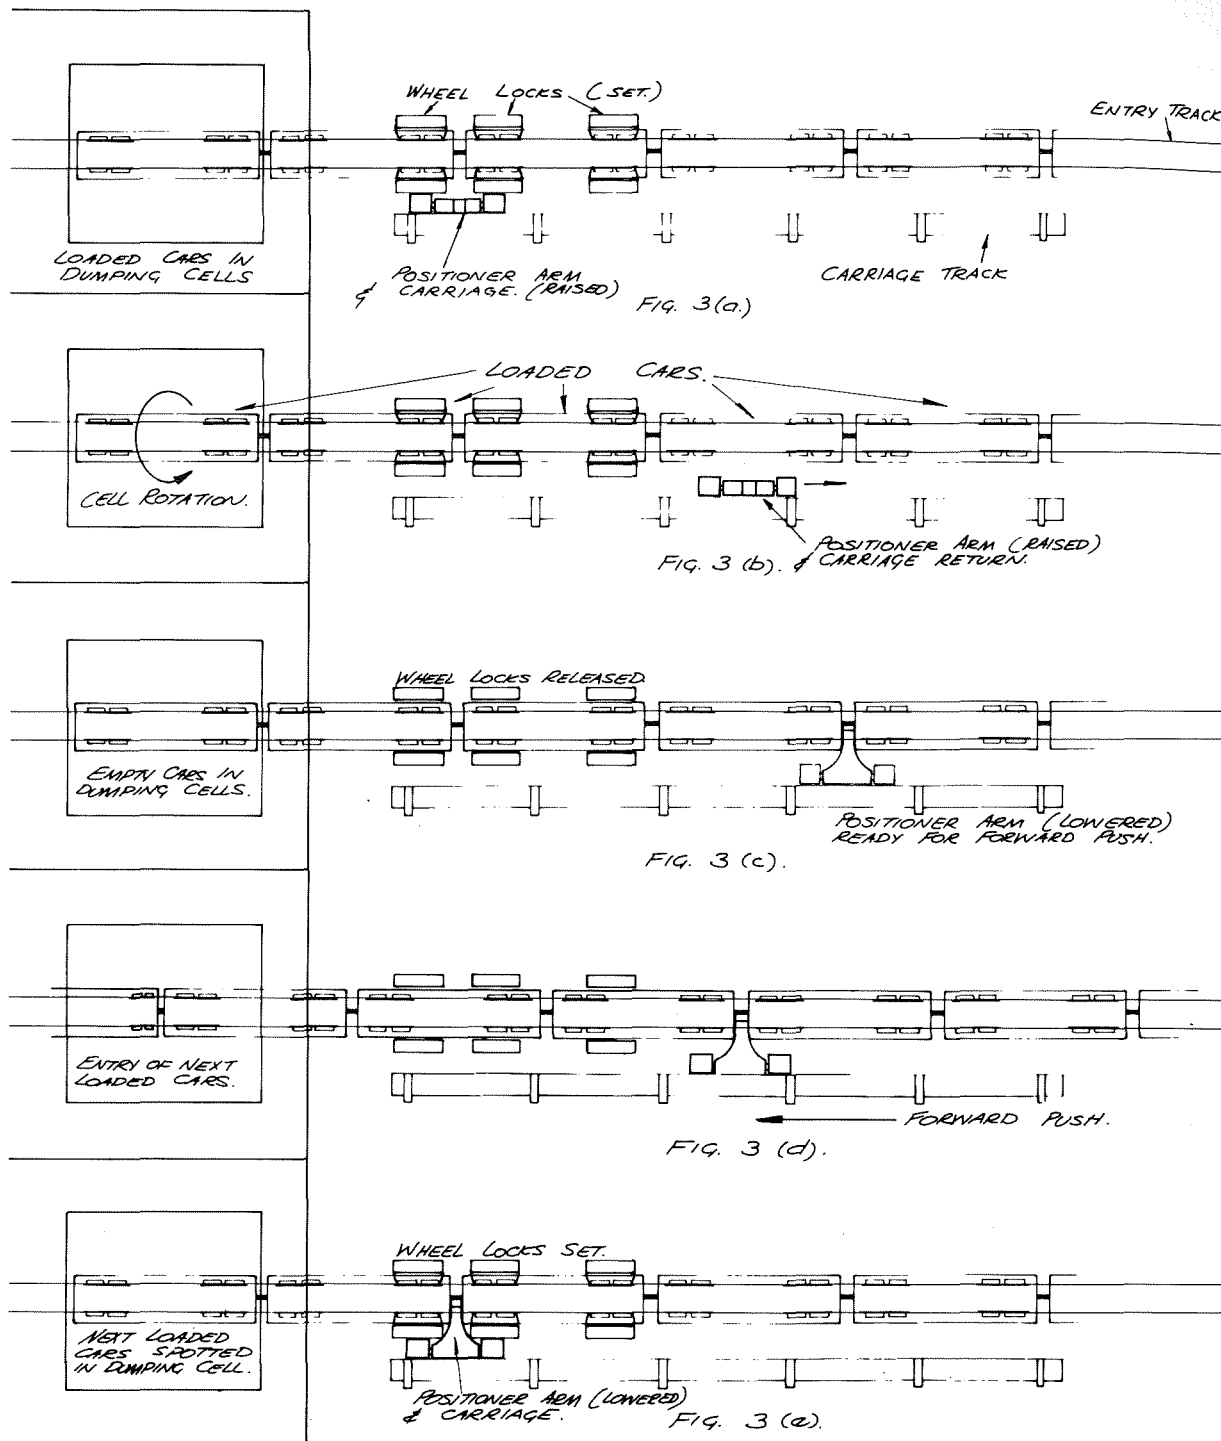 WHEEL LOCKS (SET.)
ENTRY TRACK
LOADED CARS IN
DUMPING CELLS
POSITIONER ARM
& CARRIAGE. (RAISED)
CARRIAGE TRACK
FIG. 3(a.)
LOADED CARS.
CELL ROTATION.
POSITIONER ARM (RAISED)
& CARRIAGE RETURN.
FIG. 3 (b).
WHEEL LOCKS RELEASED
EMPTY CARS IN
DUMPING CELLS.
POSITIONER ARM (LOWERED)
READY FOR FORWARD PUSH.
FIG. 3 (c).
ENTRY OF NEXT
LOADED CARS.
FORWARD PUSH.
FIG. 3 (d).
WHEEL LOCKS SET.
NEXT LOADED
CARS SPOTTED
IN DUMPING CELL.
POSITIONER ARM (LOWERED)
& CARRIAGE.
FIG. 3 (e).